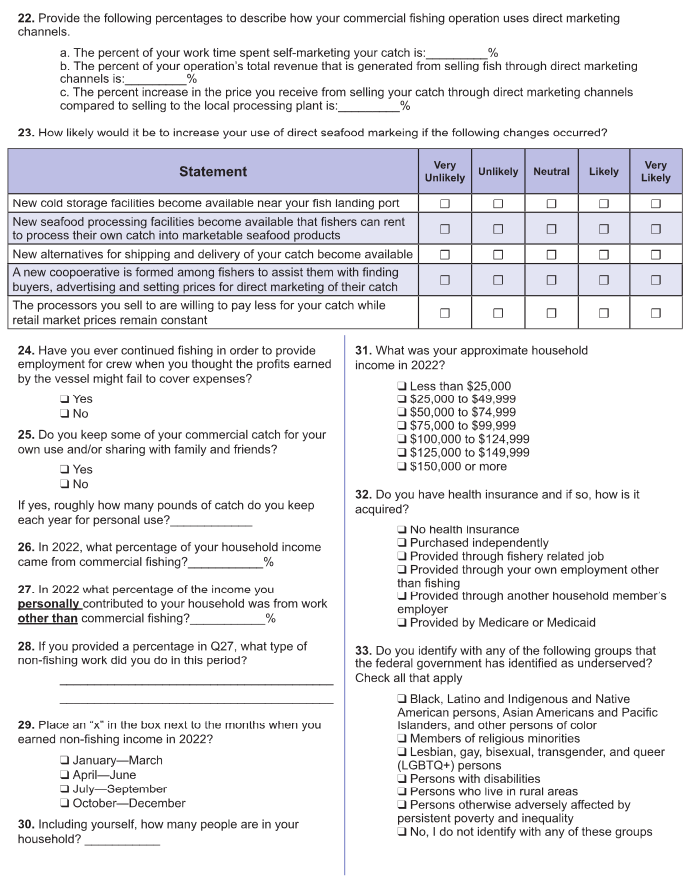 22. Provide the following percentages to describe how your commercial fishing operation uses direct marketing
channels.
a. The percent of your work time spent self-marketing your catch is:_________%
b. The percent of your operation's total revenue that is generated from selling fish through direct marketing
channels is:_________%
c. The percent increase in the price you receive from selling your catch through direct marketing channels
compared to selling to the local processing plant is:_________%
23. How likely would it be to increase your use of direct seafood markeing if the following changes occurred?
Statement Very Unlikely Unlikely Neutral Likely Very Likely
New cold storage facilities become available near your fish landing port ❏ ❏ ❏ ❏ ❏
New seafood processing facilities become available that fishers can rent
to process their own catch into marketable seafood products ❏ ❏ ❏ ❏ ❏
New alternatives for shipping and delivery of your catch become available ❏ ❏ ❏ ❏ ❏
A new coopoerative is formed among fishers to assist them with finding
buyers, advertising and setting prices for direct marketing of their catch ❏ ❏ ❏ ❏ ❏
The processors you sell to are willing to pay less for your catch while
retail market prices remain constant ❏ ❏ ❏ ❏ ❏
24. Have you ever continued fishing in order to provide
employment for crew when you thought the profits earned
by the vessel might fail to cover expenses?
❏ Yes
❏ No
25. Do you keep some of your commercial catch for your
own use and/or sharing with family and friends?
❏ Yes
❏ No
If yes, roughly how many pounds of catch do you keep
each year for personal use?____________
26. In 2022, what percentage of your household income
came from commercial fishing?___________%
27. In 2022 what percentage of the income you
personally contributed to your household was from work
other than commercial fishing?___________%
28. If you provided a percentage in Q27, what type of
non-fishing work did you do in this period?
________________________________________
________________________________________
29. Place an "x" in the box next to the months when you
earned non-fishing income in 2022?
❏ January—March
❏ April—June
❏ July—September
❏ October—December
30. Including yourself, how many people are in your
household? ___________
31. What was your approximate household
income in 2022?
❏ Less than $25,000
❏ $25,000 to $49,999
❏ $50,000 to $74,999
❏ $75,000 to $99,999
❏ $100,000 to $124,999
❏ $125,000 to $149,999
❏ $150,000 or more
32. Do you have health insurance and if so, how is it
acquired?
❏ No health insurance
❏ Purchased independently
❏ Provided through fishery related job
❏ Provided through your own employment other
than fishing
❏ Provided through another household member's
employer
❏ Provided by Medicare or Medicaid
33. Do you identify with any of the following groups that
the federal government has identified as underserved?
Check all that apply
❏ Black, Latino and Indigenous and Native
American persons, Asian Americans and Pacific
Islanders, and other persons of color
❏ Members of religious minorities
❏ Lesbian, gay, bisexual, transgender, and queer
(LGBTQ+) persons
❏ Persons with disabilities
❏ Persons who live in rural areas
❏ Persons otherwise adversely affected by
persistent poverty and inequality
❏ No, I do not identify with any of these groups